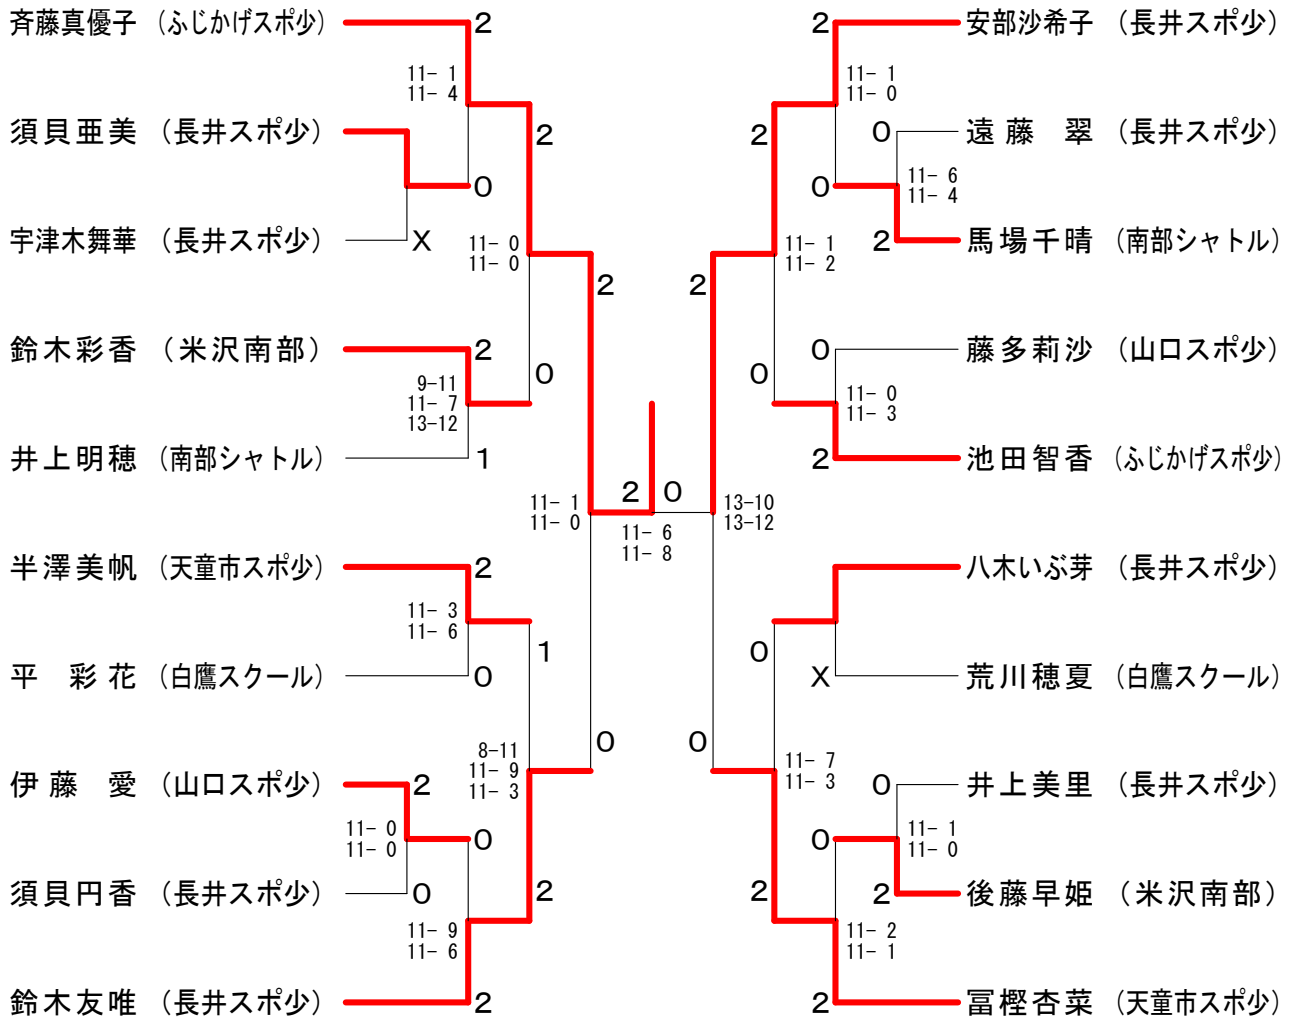 斉藤真優子 （ふじかげスポ少） 2 2 安部沙希子 （長井スポ少）
11- 1 11- 1
11- 4 11- 0
須貝亜美 （長井スポ少） 2 2 0 遠藤 翠 （長井スポ少）
11- 6
0 0 11- 4
宇津木舞華 （長井スポ少） X 11- 0 11- 1 2 馬場千晴 （南部シャトル）
11- 0 11- 2
2 2
鈴木彩香 （米沢南部） 2 0 藤多莉沙 （山口スポ少）
0 0
9-11 11- 0
11- 7 11- 3
13-12
井上明穂 （南部シャトル） 1 2 池田智香 （ふじかげスポ少）
2 0
11- 1 13-10
11- 0 13-12
11- 6
11- 8
半澤美帆 （天童市スポ少） 2 八木いぶ芽 （長井スポ少）
11- 3
11- 6
1 0
平 彩花 （白鷹スクール） 0 X 荒川穂夏 （白鷹スクール）
0 0
8-11 11- 7
11- 9 11- 3
11- 3
伊藤 愛 （山口スポ少） 2 0 井上美里 （長井スポ少）
11- 0 11- 1
11- 0 11- 0
0 0
須貝円香 （長井スポ少） 0 2 2 2 後藤早姫 （米沢南部）
11- 9 11- 2
11- 6 11- 1
鈴木友唯 （長井スポ少） 2 2 冨樫杏菜 （天童市スポ少）